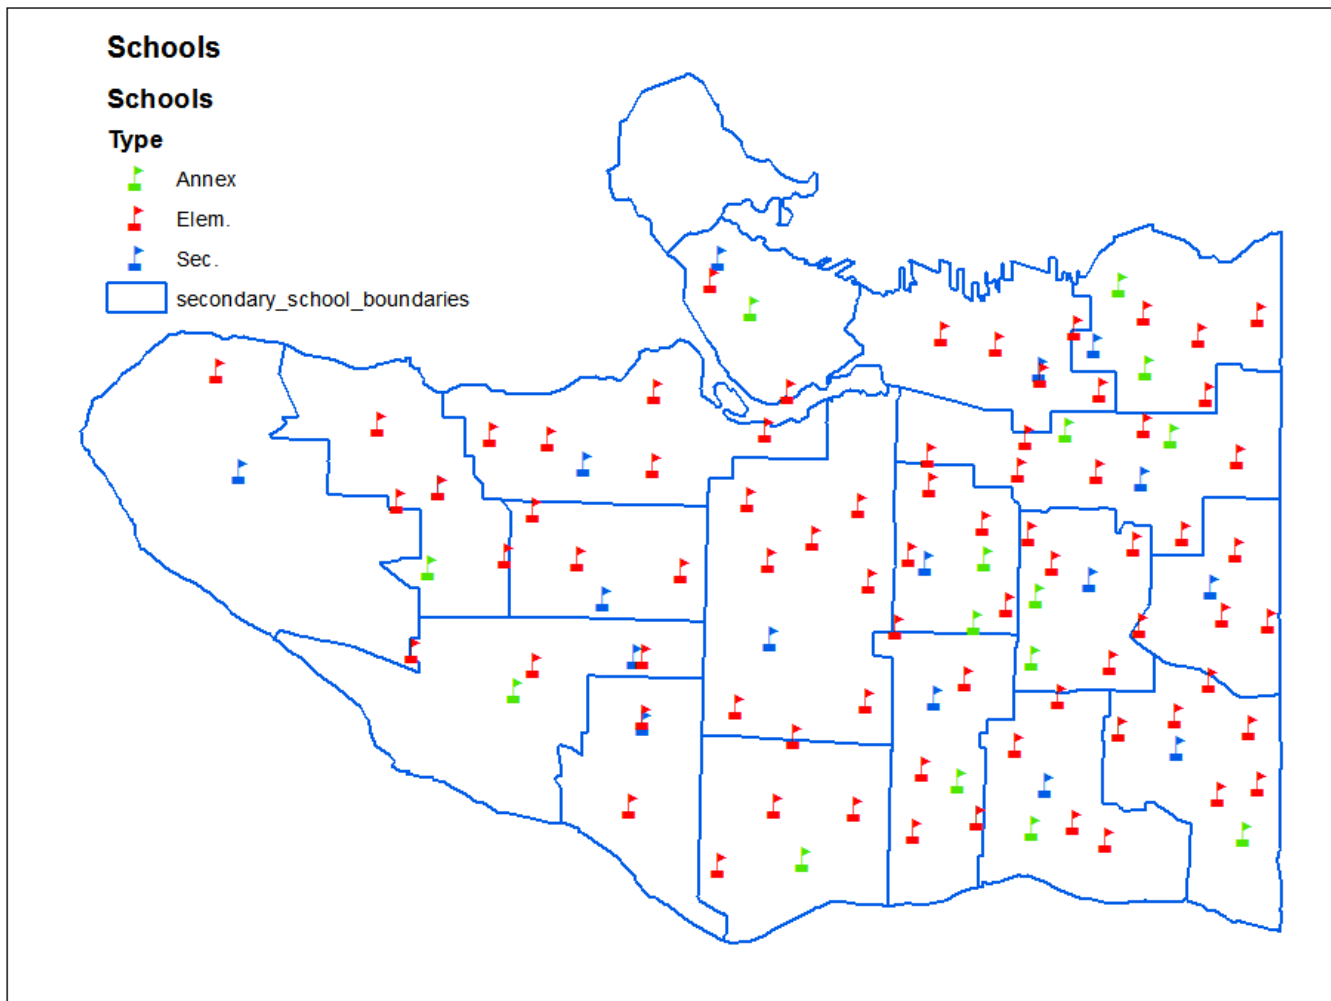 Schools
Schools
Type
Annex
Elem.
Sec.
secondary_school_boundaries